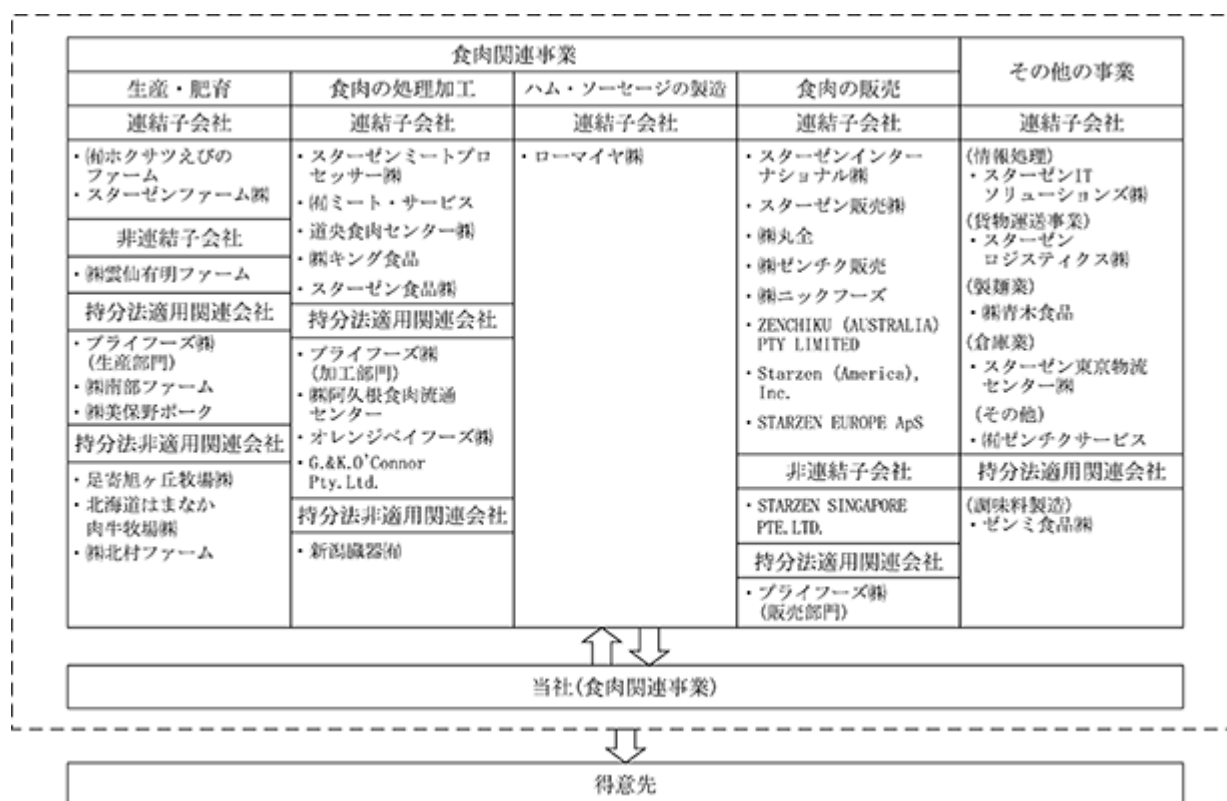 食肉関連事業
その他の事業
生産・肥育
食肉の処理加工
ハム・ソーセージの製造
食肉の販売
連結子会社
・㈲ホクサツえびの
ファーム
・スターゼンファーム㈱
非連結子会社
・㈱雲仙有明ファーム
持分法適用関連会社
・プライフーズ㈱
(生産部門)
・㈱南部ファーム
・㈱美保野ポーク
持分法非適用関連会社
・足寄旭ヶ丘牧場㈱
・北海道はまなか
肉牛牧場㈱
・㈱北村ファーム
連結子会社
・スターゼンミートプロ
セッサー㈱
・㈲ミート・サービス
・道央食肉センター㈱
・㈱キング食品
・スターゼン食品㈱
持分法適用関連会社
・プライフーズ㈱
(加工部門)
・㈱阿久根食肉流通
センター
・オレンジベイフーズ㈱
・G.&K.O'Connor
Pty.Ltd.
持分法非適用関連会社
・新潟臓器㈲
連結子会社
・ローマイヤ㈱
連結子会社
・スターゼンインター
ナショナル㈱
・スターゼン販売㈱
・㈱丸全
・㈱ゼンチク販売
・㈱ニックフーズ
・ZENCHIKU (AUSTRALIA)
PTY LIMITED
・Starzen (America),
Inc.
・STARZEN EUROPE ApS
非連結子会社
・STARZEN SINGAPORE
PTE.LTD.
持分法適用関連会社
・プライフーズ㈱
(販売部門)
連結子会社
(情報処理)
・スターゼンIT
ソリューションズ㈱
(貨物運送事業)
・スターゼン
ロジスティクス㈱
(製麺業)
・㈱青木食品
(倉庫業)
・スターゼン東京物流
センター㈱
(その他)
・㈲ゼンチクサービス
持分法適用関連会社
(調味料製造)
・ゼンミ食品㈱
当社(食肉関連事業)
得意先